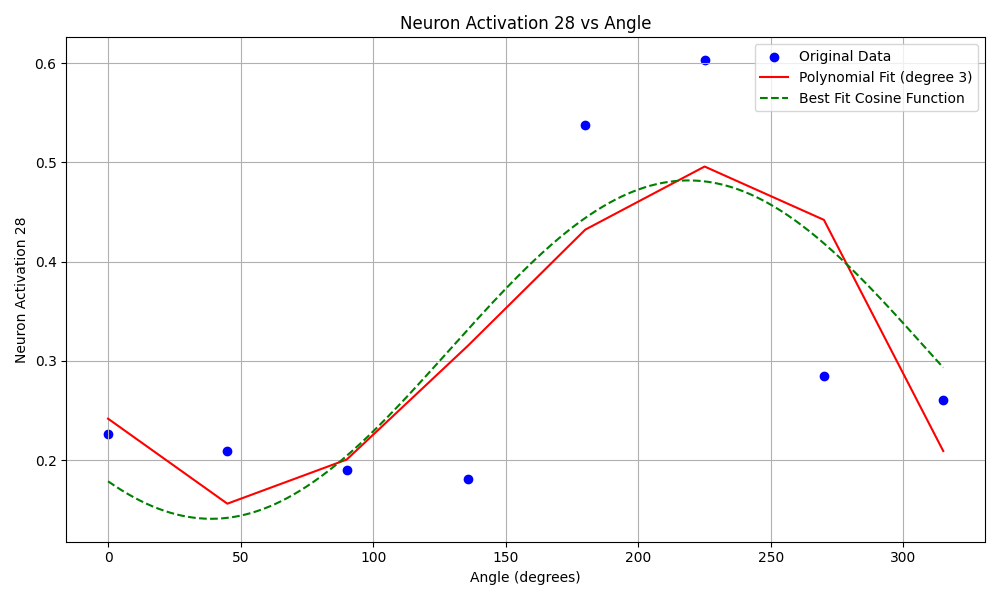 Neuron Activation 28 vs Angle
Original Data
Polynomial Fit (degree 3)
Best Fit Cosine Function
Neuron Activation 28
0.6
0.5
0.4
0.3
0.2
0
50
100
150
200
250
300
Angle (degrees)